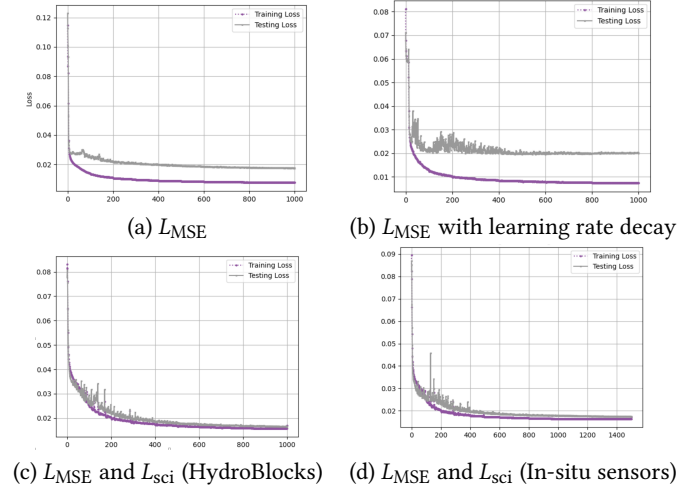 Training Loss
Testing Loss
0.12
0.10
0.08
0.06
0.04
0.02
Loss
0 200 400 600 800 1000
(a) L_MSE
Training Loss
Testing Loss
0.08
0.07
0.06
0.05
0.04
0.03
0.02
0.01
0 200 400 600 800 1000
(b) L_MSE with learning rate decay
Training Loss
Testing Loss
0.08
0.07
0.06
0.05
0.04
0.03
0.02
0 200 400 600 800 1000
(c) L_MSE and L_sci (HydroBlocks)
Training Loss
Testing Loss
0.09
0.08
0.07
0.06
0.05
0.04
0.03
0.02
0 200 400 600 800 1000 1200 1400
(d) L_MSE and L_sci (In-situ sensors)